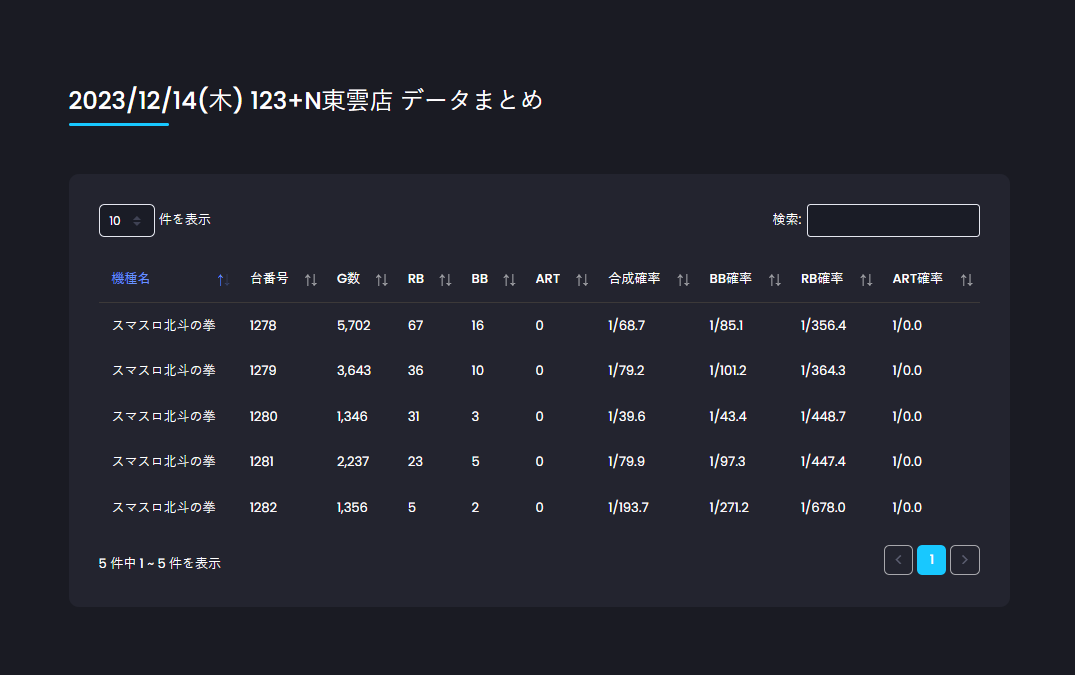 2023/12/14(木) 123+N東雲店 データまとめ
10 件を表示 検索:
機種名 台番号 G数 RB BB ART 合成確率 BB確率 RB確率 ART確率
スマスロ北斗の拳 1278 5,702 67 16 0 1/68.7 1/85.1 1/356.4 1/0.0
スマスロ北斗の拳 1279 3,643 36 10 0 1/79.2 1/101.2 1/364.3 1/0.0
スマスロ北斗の拳 1280 1,346 31 3 0 1/39.6 1/43.4 1/448.7 1/0.0
スマスロ北斗の拳 1281 2,237 23 5 0 1/79.9 1/97.3 1/447.4 1/0.0
スマスロ北斗の拳 1282 1,356 5 2 0 1/193.7 1/271.2 1/678.0 1/0.0
5 件中 1 ~ 5 件を表示 1